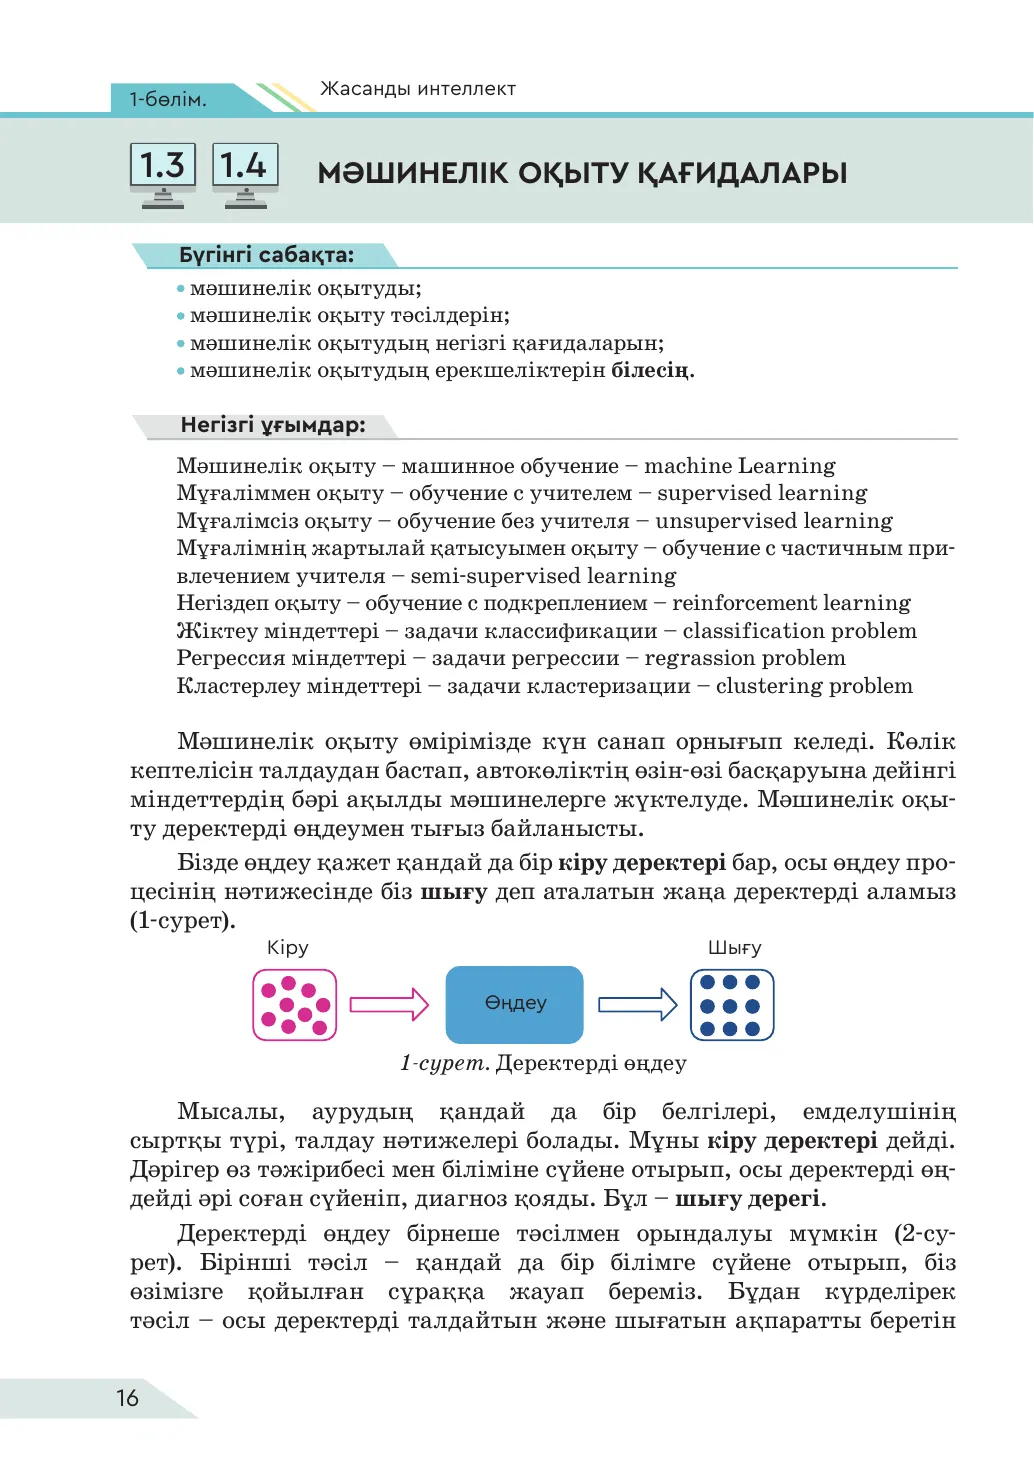 1-бөлім.
Жасанды интеллект
1.3 1.4 МӘШИНЕЛІК ОҚЫТУ ҚАҒИДАЛАРЫ
Бүгінгі сабақта:
• мәшинелік оқытуды;
• мәшинелік оқыту тәсілдерін;
• мәшинелік оқытудың негізгі қағидаларын;
• мәшинелік оқытудың ерекшеліктерін білесің.
Негізгі ұғымдар:
Мәшинелік оқыту – машинное обучение – machine Learning
Мұғаліммен оқыту – обучение с учителем – supervised learning
Мұғалімсіз оқыту – обучение без учителя – unsupervised learning
Мұғалімнің жартылай қатысуымен оқыту – обучение с частичным при-
влечением учителя – semi-supervised learning
Негіздеп оқыту – обучение с подкреплением – reinforcement learning
Жіктеу міндеттері – задачи классификации – classification problem
Регрессия міндеттері – задачи регрессии – regrassion problem
Кластерлеу міндеттері – задачи кластеризации – clustering problem
Мәшинелік оқыту өмірімізде күн санап орнығып келеді. Көлік
кептелісін талдаудан бастап, автокөліктің өзін-өзі басқаруына дейінгі
міндеттердің бәрі ақылды мәшинелерге жүктелуде. Мәшинелік оқы-
ту деректерді өңдеумен тығыз байланысты.
Бізде өңдеу қажет қандай да бір кіру деректері бар, осы өңдеу про-
цесінің нәтижесінде біз шығу деп аталатын жаңа деректерді аламыз
(1-сурет).
Кіру
Шығу
Өңдеу
1-сурет. Деректерді өңдеу
Мысалы, аурудың қандай да бір белгілері, емделушінің
сыртқы түрі, талдау нәтижелері болады. Мұны кіру деректері дейді.
Дәрігер өз тәжірибесі мен біліміне сүйене отырып, осы деректерді өң-
дейді әрі соған сүйеніп, диагноз қояды. Бұл – шығу дерегі.
Деректерді өңдеу бірнеше тәсілмен орындалуы мүмкін (2-су-
рет). Бірінші тәсіл – қандай да бір білімге сүйене отырып, біз
өзімізге қойылған сұраққа жауап береміз. Бұдан күрделірек
тәсіл – осы деректерді талдайтын және шығатын ақпаратты беретін
16